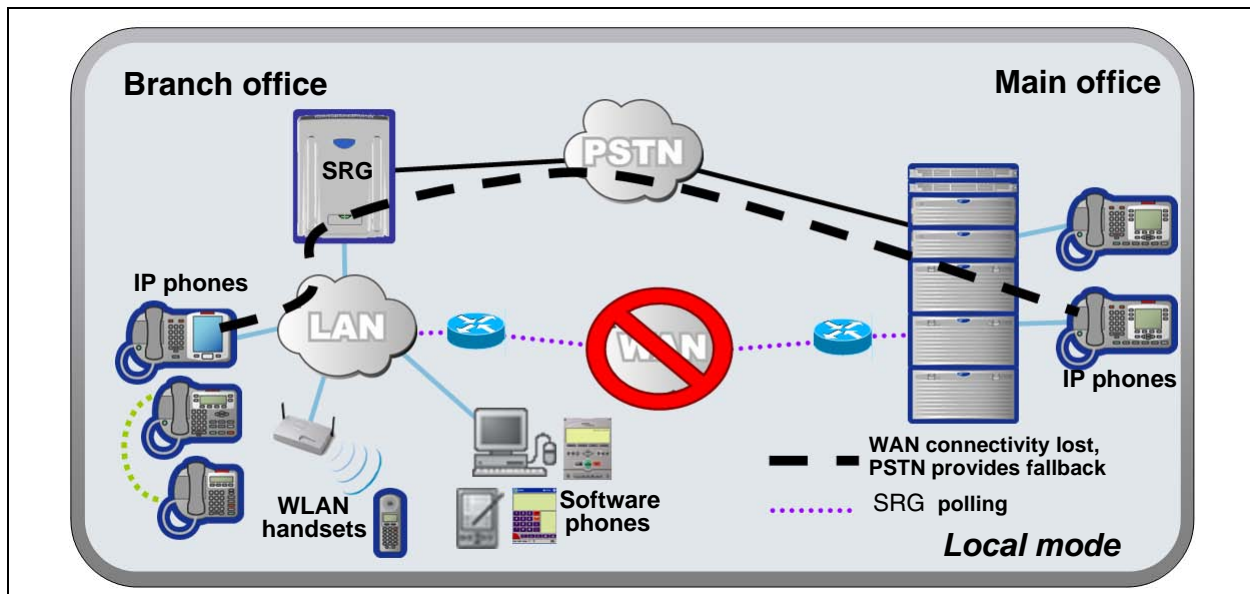 Branch office
Main office
SRG
PSTN
IP phones
LAN
WAN
IP phones
WLAN
handsets
Software
phones
WAN connectivity lost,
PSTN provides fallback
SRG polling
Local mode